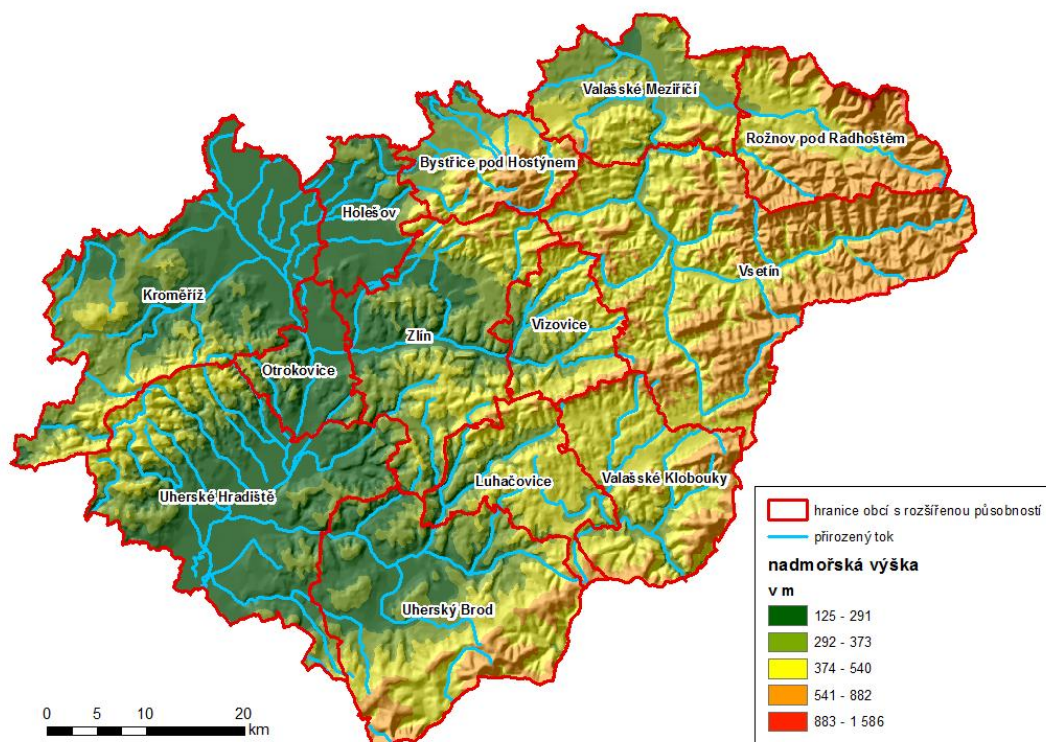 Valašské Meziříčí
Rožnov pod Radhoštěm
Bystřice pod Hostýnem
Holešov
Vsetín
Kroměříž
Vizovice
Zlín
Otrokovice
Luhačovice
Valašské Klobouky
Uherské Hradiště
Uherský Brod
hranice obcí s rozšířenou působností
přirozený tok
nadmořská výška
v m
125 - 291
292 - 373
374 - 540
541 - 882
883 - 1 586
0 5 10 20
km